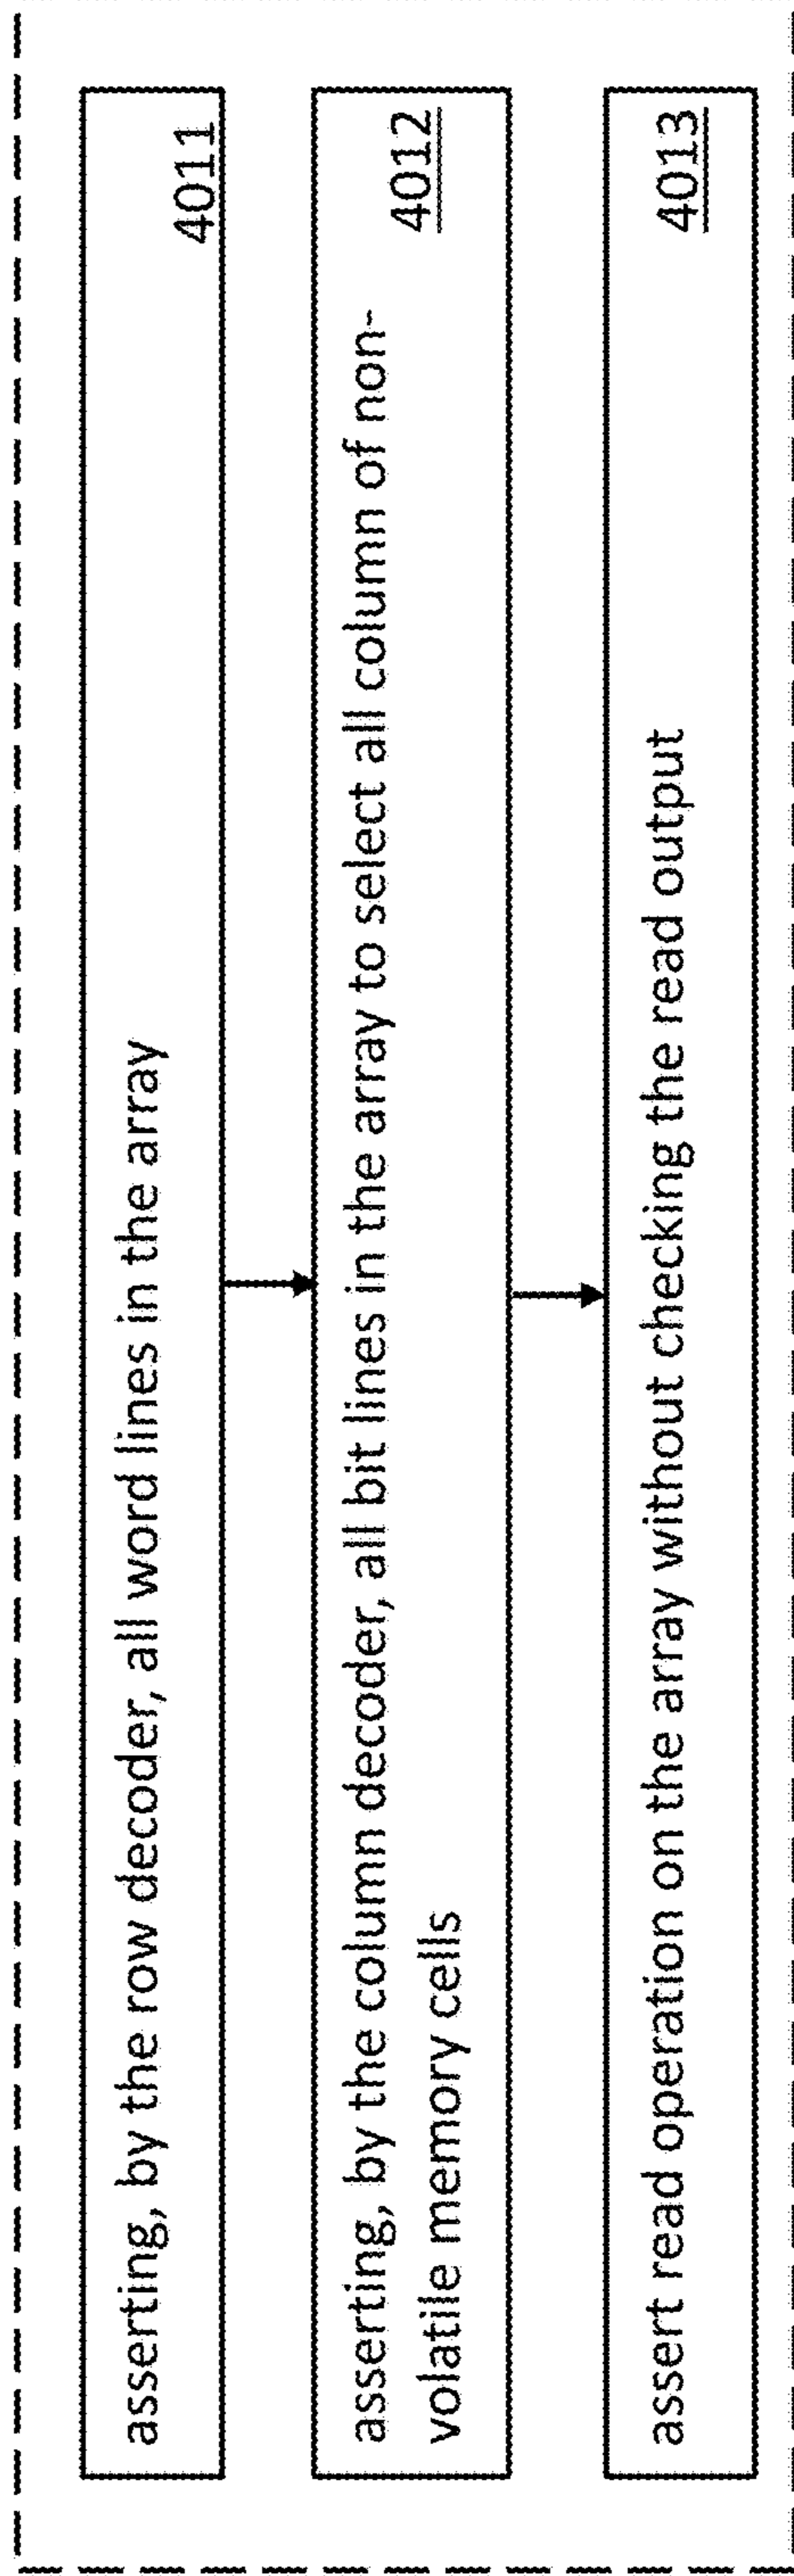 asserting, by the row decoder, all word lines in the array
4011
asserting, by the column decoder, all bit lines in the array to select all column of non-
volatile memory cells
4012
assert read operation on the array without checking the read output
4013